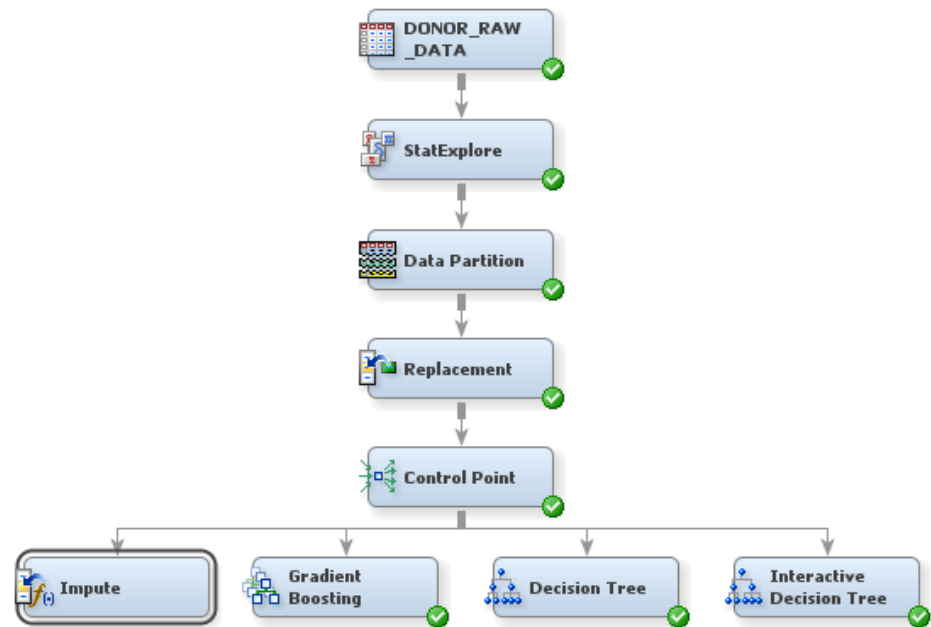 DONOR_RAW
_DATA
StatExplore
Data Partition
Replacement
Control Point
Impute
Gradient
Boosting
Decision Tree
Interactive
Decision Tree